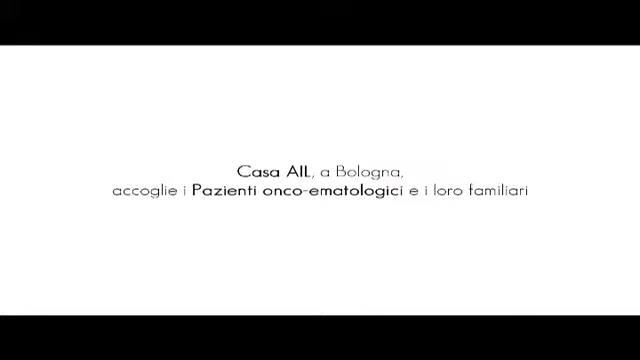 Casa AIL, a Bologna,
accoglie i Pazienti onco-ematologici e i loro familiari